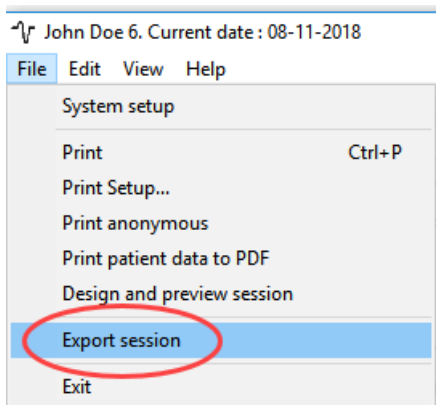 John Doe 6. Current date : 08-11-2018
File Edit View Help
System setup
Print Ctrl+P
Print Setup...
Print anonymous
Print patient data to PDF
Design and preview session
Export session
Exit